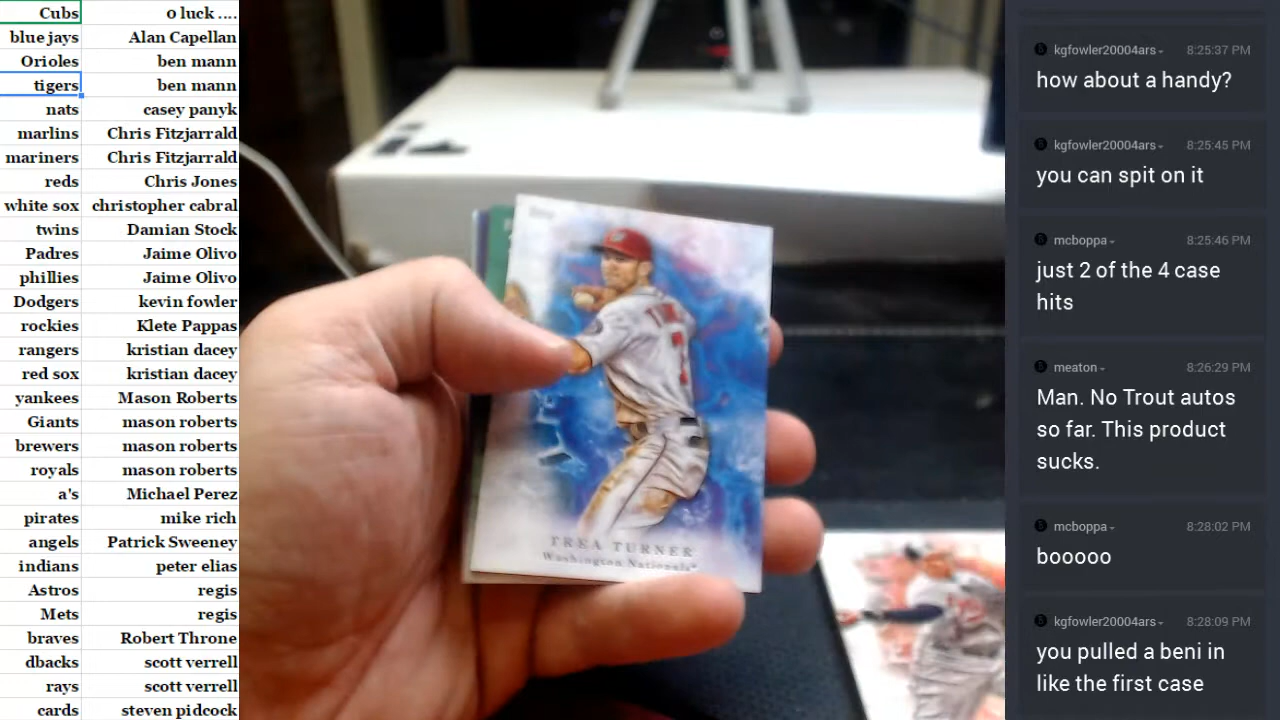 Cubs 0 luck ....
blue jays Alan Capellan
Orioles ben mann
tigers ben mann
nats casey panyk
marlins Chris Fitzjarrald
mariners Chris Fitzjarrald
reds Chris Jones
white sox christopher cabral
twins Damian Stock
Padres Jaime Olivo
phillies Jaime Olivo
Dodgers kevin fowler
rockies Klete Pappas
rangers kristian dacey
red sox kristian dacey
yankees Mason Roberts
Giants mason roberts
brewers mason roberts
royals mason roberts
a's Michael Perez
pirates mike rich
angels Patrick Sweeney
indians peter elias
Astros regis
Mets regis
braves Robert Throne
dbacks scott verrell
rays scott verrell
cards steven pidcock
TREA TURNER
Washington Nationals
kgfowler20004ars 8:25:37 PM
how about a handy?
kgfowler20004ars 8:25:45 PM
you can spit on it
mcboppa 8:25:46 PM
just 2 of the 4 case
hits
meaton 8:26:29 PM
Man. No Trout autos
so far. This product
sucks.
mcboppa 8:28:02 PM
booooo
kgfowler20004ars 8:28:09 PM
you pulled a beni in
like the first case